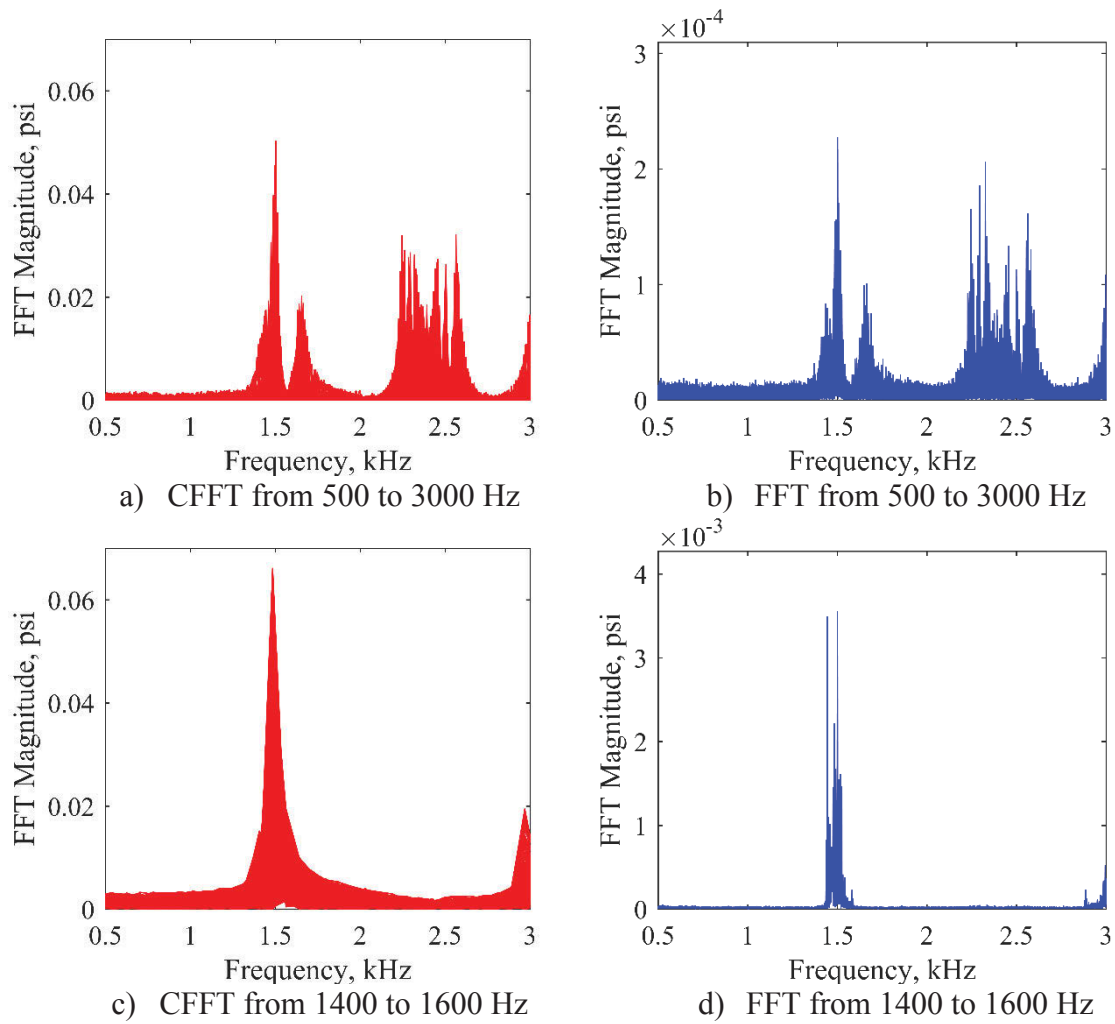 0.06
0.04
0.02
0
FFT Magnitude, psi
0.5 1 1.5 2 2.5 3
Frequency, kHz
a) CFFT from 500 to 3000 Hz
×10-4
3
2
1
0
FFT Magnitude, psi
0.5 1 1.5 2 2.5 3
Frequency, kHz
b) FFT from 500 to 3000 Hz
0.06
0.04
0.02
0
FFT Magnitude, psi
0.5 1 1.5 2 2.5 3
Frequency, kHz
c) CFFT from 1400 to 1600 Hz
×10-3
4
3
2
1
0
FFT Magnitude, psi
0.5 1 1.5 2 2.5 3
Frequency, kHz
d) FFT from 1400 to 1600 Hz